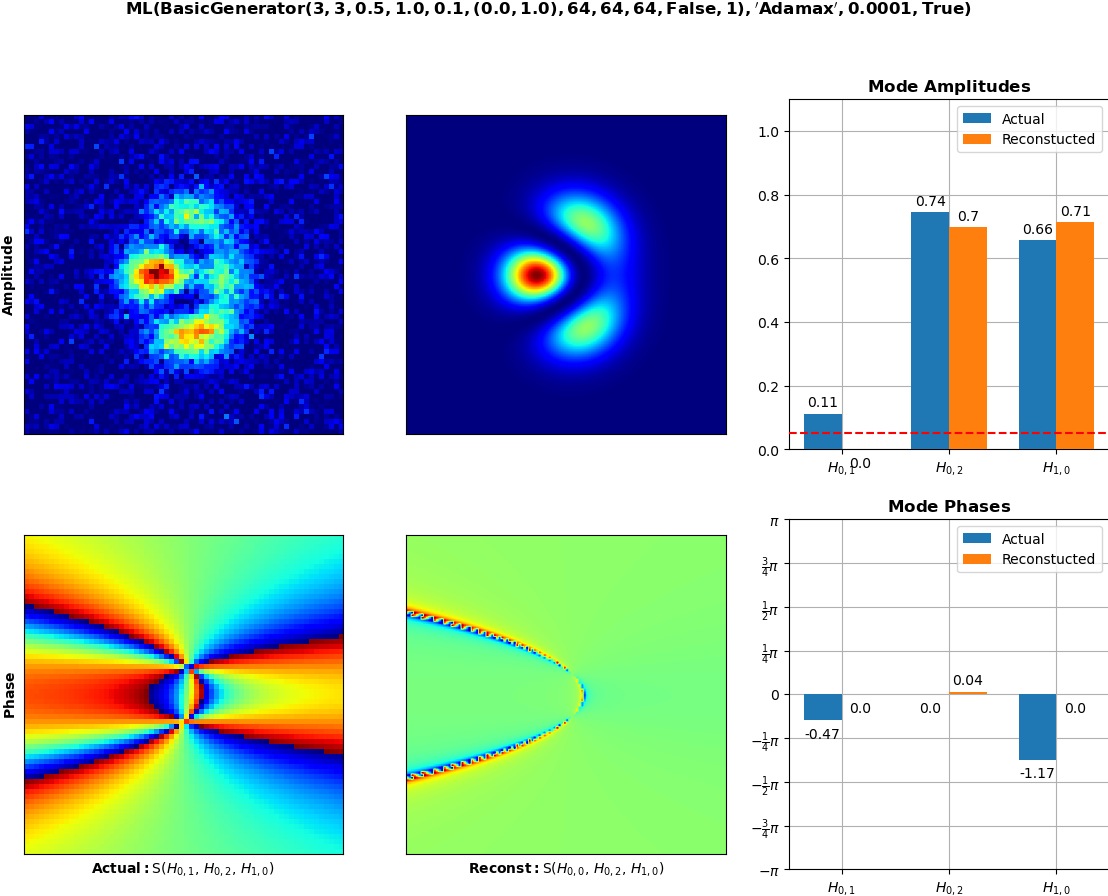 ML(BasicGenerator(3, 3, 0.5, 1.0, 0.1, (0.0, 1.0), 64, 64, 64, False, 1), ′Adamax′, 0.0001, True)
Amplitude
Mode Amplitudes
Actual
Reconstucted
1.0
0.8
0.6
0.4
0.2
0.0
0.11
0.0
0.74
0.7
0.66
0.71
H0,1
H0,2
H1,0
Phase
Actual: S(H0,1, H0,2, H1,0)
Reconst: S(H0,0, H0,2, H1,0)
Mode Phases
Actual
Reconstucted
π
3/4π
1/2π
1/4π
0
−1/4π
−1/2π
−3/4π
−π
-0.47
0.0
0.0
0.04
-1.17
0.0
H0,1
H0,2
H1,0